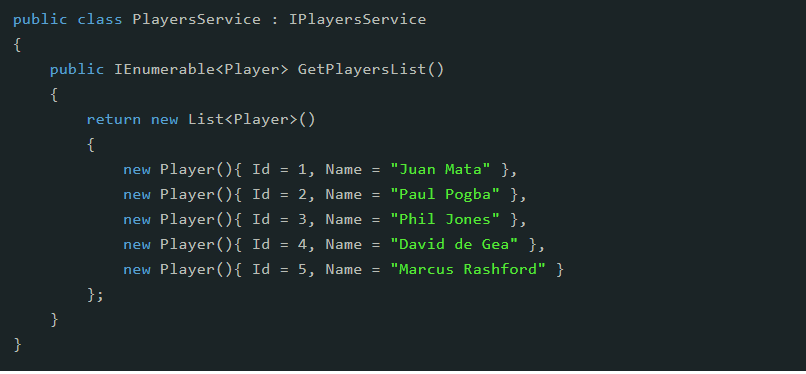 public class PlayersService : IPlayersService
{
    public IEnumerable<Player> GetPlayersList()
    {
        return new List<Player>()
        {
            new Player(){ Id = 1, Name = "Juan Mata" },
            new Player(){ Id = 2, Name = "Paul Pogba" },
            new Player(){ Id = 3, Name = "Phil Jones" },
            new Player(){ Id = 4, Name = "David de Gea" },
            new Player(){ Id = 5, Name = "Marcus Rashford" }
        };
    }
}